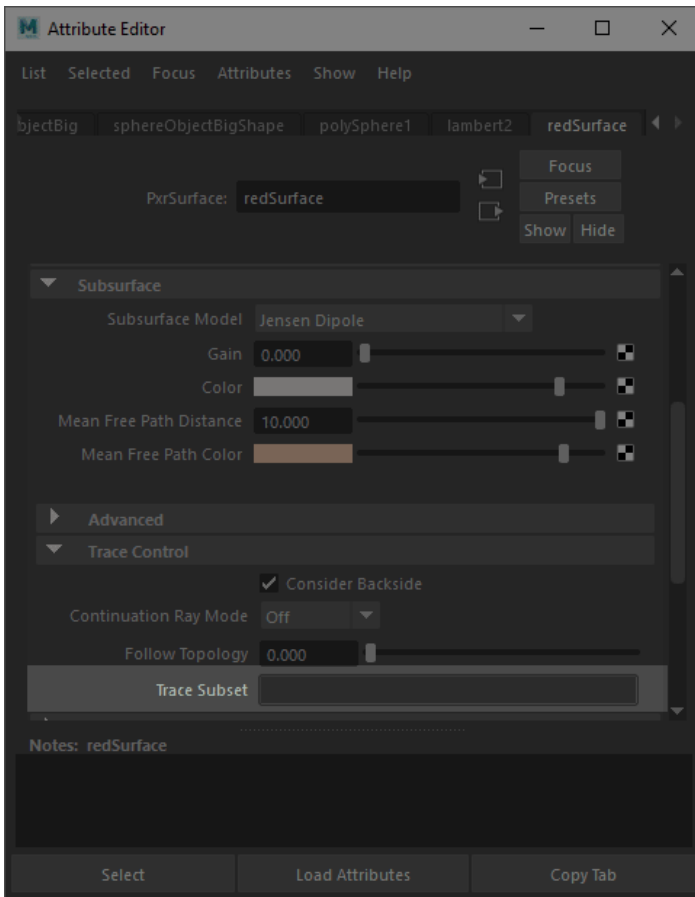 Attribute Editor
List Selected Focus Attributes Show Help
bjectBig sphereObjectBigShape polySphere1 lambert2 redSurface
Focus
PxrSurface: redSurface
Presets
Show Hide
Subsurface
Subsurface Model Jensen Dipole
Gain 0.000
Color
Mean Free Path Distance 10.000
Mean Free Path Color
Advanced
Trace Control
Consider Backside
Continuation Ray Mode Off
Follow Topology 0.000
Trace Subset
Notes: redSurface
Select Load Attributes Copy Tab